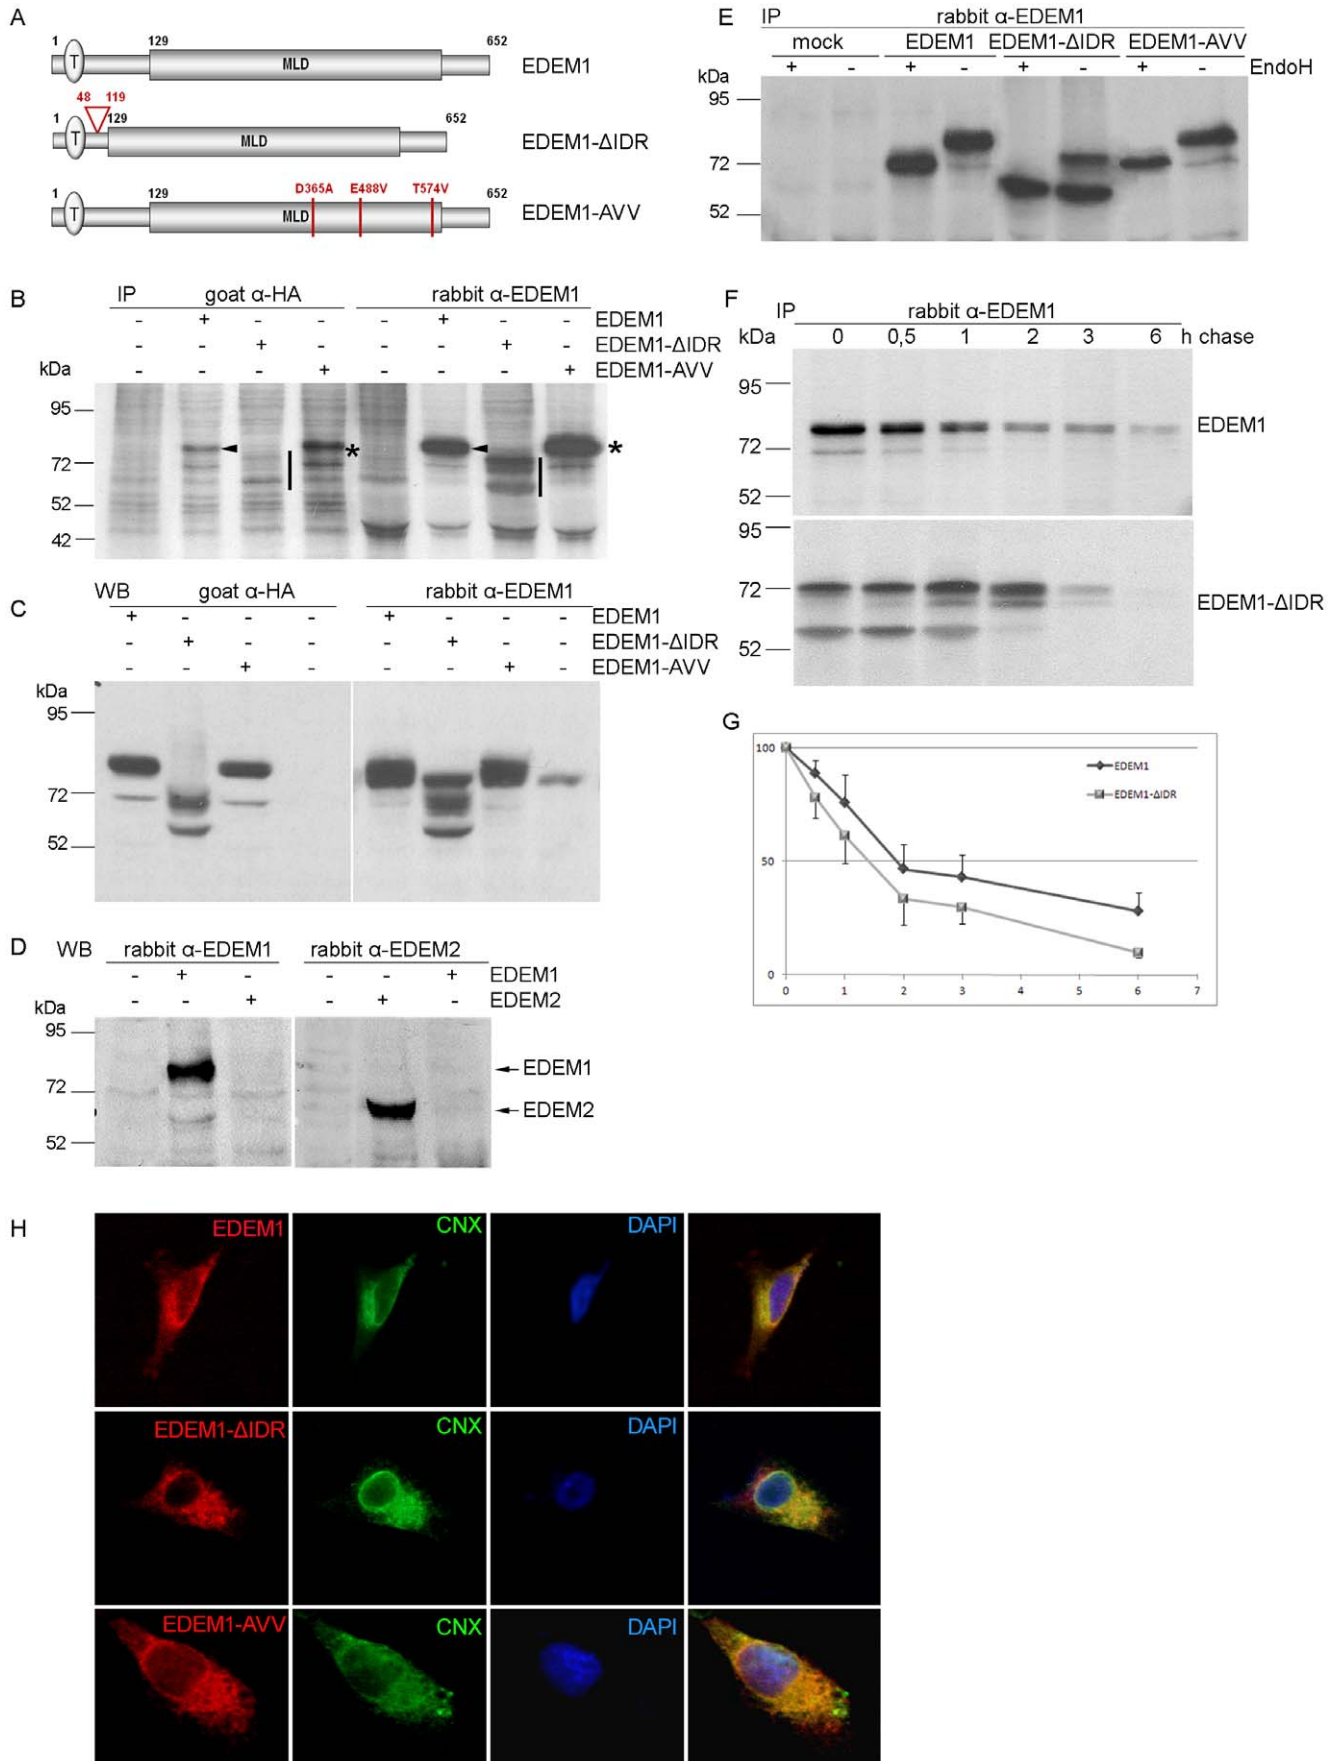 A
1 129 652
T MLD EDEM1
48 119
1 129 652
T MLD EDEM1-ΔIDR
D365A E488V T574V
1 129 652
T MLD EDEM1-AVV
B
IP goat α-HA rabbit α-EDEM1
- + - - - + - - EDEM1
- - + - - - + - EDEM1-ΔIDR
- - - + - - - + EDEM1-AVV
kDa
95
72
52
42
* *
C
WB goat α-HA rabbit α-EDEM1
+ - - - + - - - EDEM1
- + - - - + - - EDEM1-ΔIDR
- - + - - - + - EDEM1-AVV
kDa
95
72
52
D
WB rabbit α-EDEM1 rabbit α-EDEM2
- + - - - + EDEM1
- - + - + - EDEM2
kDa
95
72
52
EDEM1
EDEM2
E
IP rabbit α-EDEM1
mock EDEM1 EDEM1-ΔIDR EDEM1-AVV
+ - + - + - + - EndoH
kDa
95
72
52
F
IP rabbit α-EDEM1
kDa 0 0,5 1 2 3 6 h chase
95
72
52
EDEM1
95
72
52
EDEM1-ΔIDR
G
100
50
0
0 1 2 3 4 5 6 7
EDEM1
EDEM1-ΔIDR
H
EDEM1 CNX DAPI
EDEM1-ΔIDR CNX DAPI
EDEM1-AVV CNX DAPI